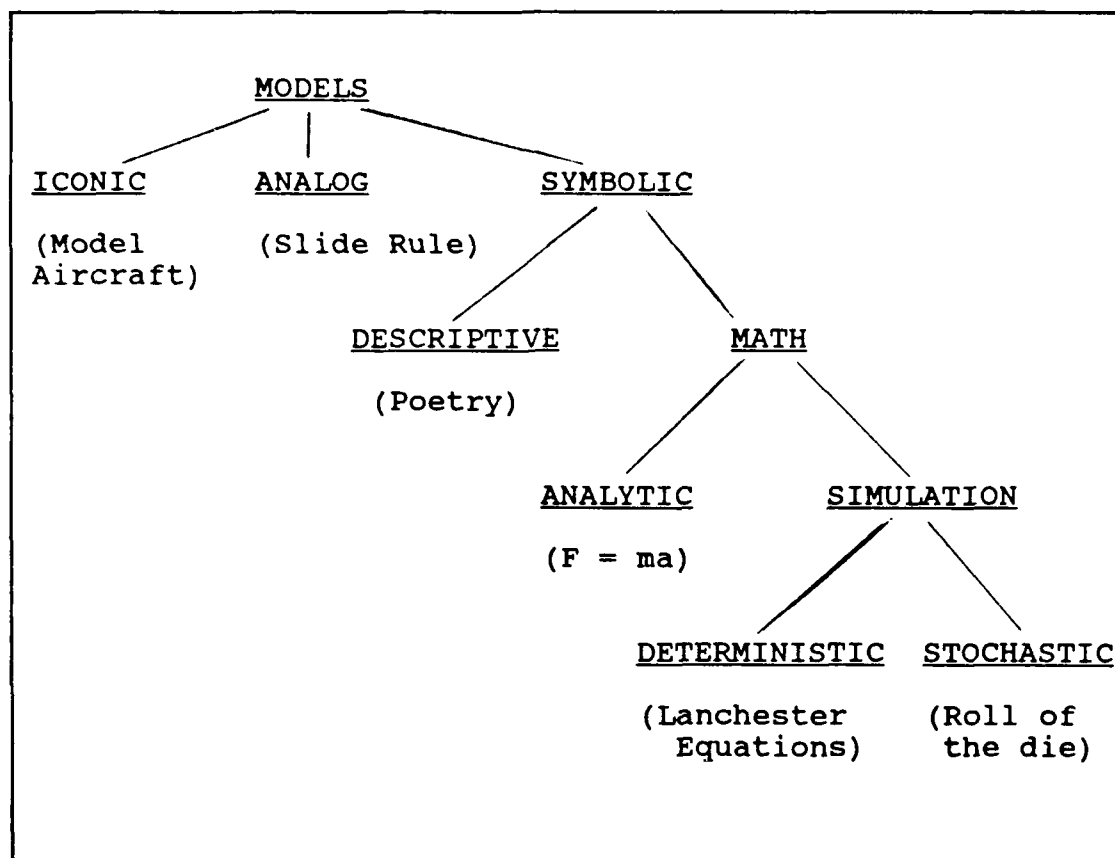 MODELS
ICONIC ANALOG SYMBOLIC
(Model (Slide Rule)
Aircraft)
DESCRIPTIVE MATH
(Poetry)
ANALYTIC SIMULATION
(F = ma)
DETERMINISTIC STOCHASTIC
(Lanchester (Roll of
Equations) the die)